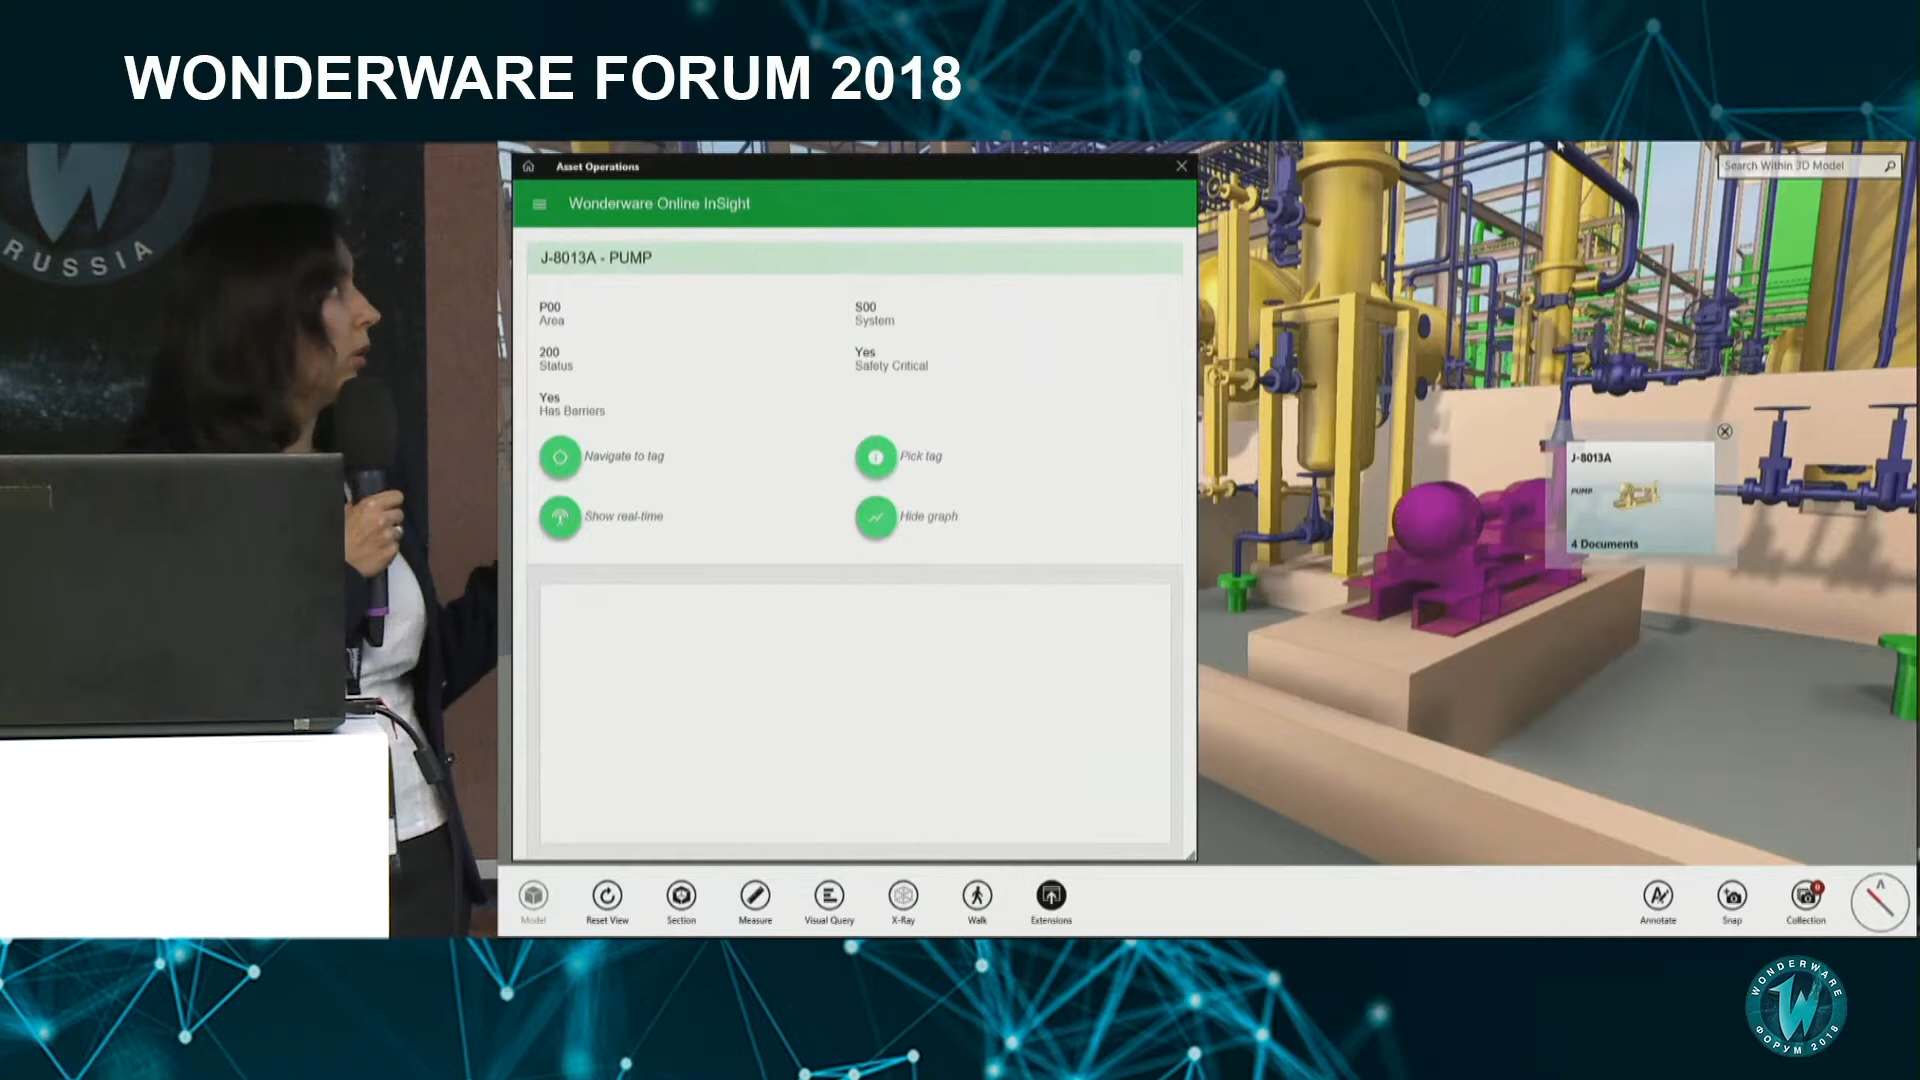 WONDERWARE FORUM 2018
RUSSIA
Asset Operations
Wonderware Online InSight
J-8013A - PUMP
P00
Area
S00
System
200
Status
Yes
Safety Critical
Yes
Has Barriers
Navigate to tag
Pick tag
Show real-time
Hide graph
Search Within 3D Model
J-8013A
PUMP
4 Documents
Model
Reset View
Section
Measure
Visual Query
X-Ray
Walk
Extensions
Annotate
Snap
Collection
WONDERWARE
ФОРУМ 2018